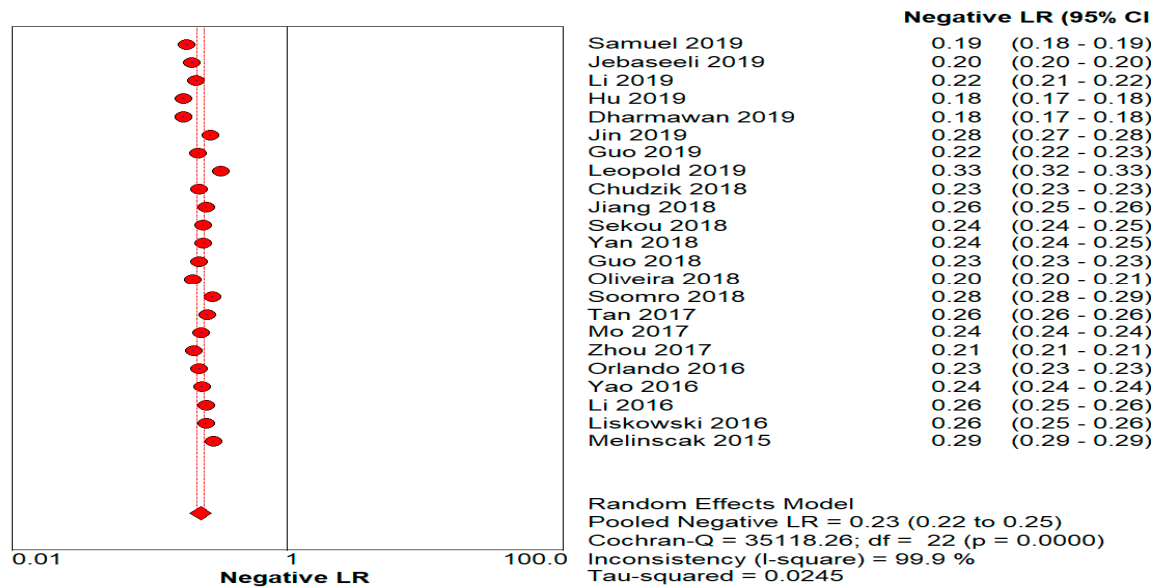 Negative LR (95% CI
Samuel 2019 0.19 (0.18 - 0.19)
Jebaseeli 2019 0.20 (0.20 - 0.20)
Li 2019 0.22 (0.21 - 0.22)
Hu 2019 0.18 (0.17 - 0.18)
Dharmawan 2019 0.18 (0.17 - 0.18)
Jin 2019 0.28 (0.27 - 0.28)
Guo 2019 0.22 (0.22 - 0.23)
Leopold 2019 0.33 (0.32 - 0.33)
Chudzik 2018 0.23 (0.23 - 0.23)
Jiang 2018 0.26 (0.25 - 0.26)
Sekou 2018 0.24 (0.24 - 0.25)
Yan 2018 0.24 (0.24 - 0.25)
Guo 2018 0.23 (0.23 - 0.23)
Oliveira 2018 0.20 (0.20 - 0.21)
Soomro 2018 0.28 (0.28 - 0.29)
Tan 2017 0.26 (0.26 - 0.26)
Mo 2017 0.24 (0.24 - 0.24)
Zhou 2017 0.21 (0.21 - 0.21)
Orlando 2016 0.23 (0.23 - 0.23)
Yao 2016 0.24 (0.24 - 0.24)
Li 2016 0.26 (0.25 - 0.26)
Liskowski 2016 0.26 (0.25 - 0.26)
Melinscak 2015 0.29 (0.29 - 0.29)
Random Effects Model
Pooled Negative LR = 0.23 (0.22 to 0.25)
Cochran-Q = 35118.26; df = 22 (p = 0.0000)
Inconsistency (I-square) = 99.9 %
Tau-squared = 0.0245
0.01 1 100.0
Negative LR